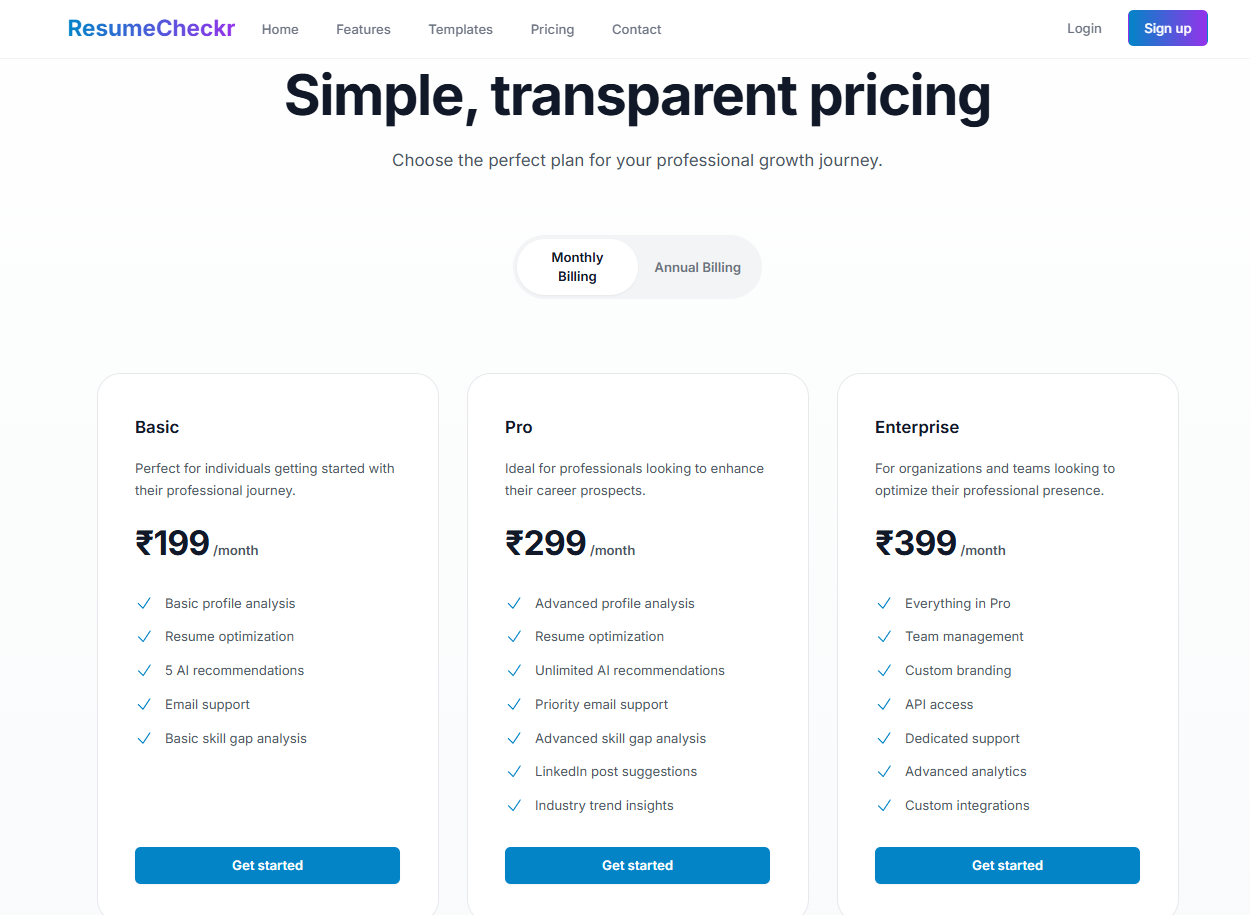 ResumeCheckr Home Features Templates Pricing Contact Login Sign up
Simple, transparent pricing
Choose the perfect plan for your professional growth journey.
Monthly
Billing
Annual Billing
Basic
Perfect for individuals getting started with
their professional journey.
₹199 /month
Basic profile analysis
Resume optimization
5 AI recommendations
Email support
Basic skill gap analysis
Get started
Pro
Ideal for professionals looking to enhance
their career prospects.
₹299 /month
Advanced profile analysis
Resume optimization
Unlimited AI recommendations
Priority email support
Advanced skill gap analysis
LinkedIn post suggestions
Industry trend insights
Get started
Enterprise
For organizations and teams looking to
optimize their professional presence.
₹399 /month
Everything in Pro
Team management
Custom branding
API access
Dedicated support
Advanced analytics
Custom integrations
Get started